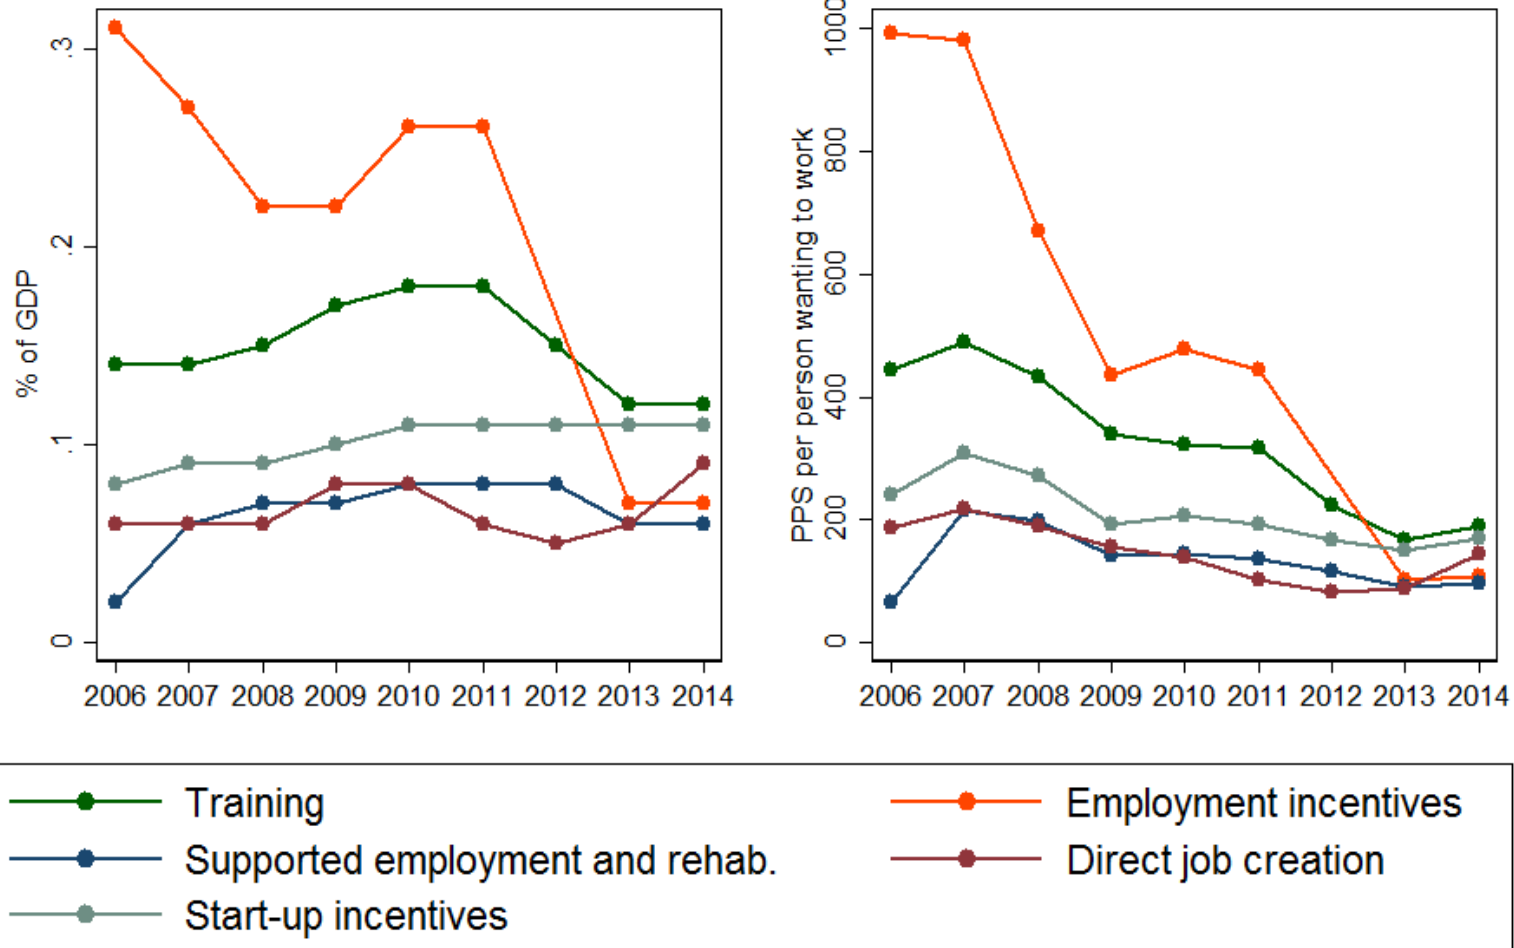 % of GDP
.3
.2
.1
0
2006 2007 2008 2009 2010 2011 2012 2013 2014
PPS per person wanting to work
1000
800
600
400
200
0
2006 2007 2008 2009 2010 2011 2012 2013 2014
Training
Employment incentives
Supported employment and rehab.
Direct job creation
Start-up incentives